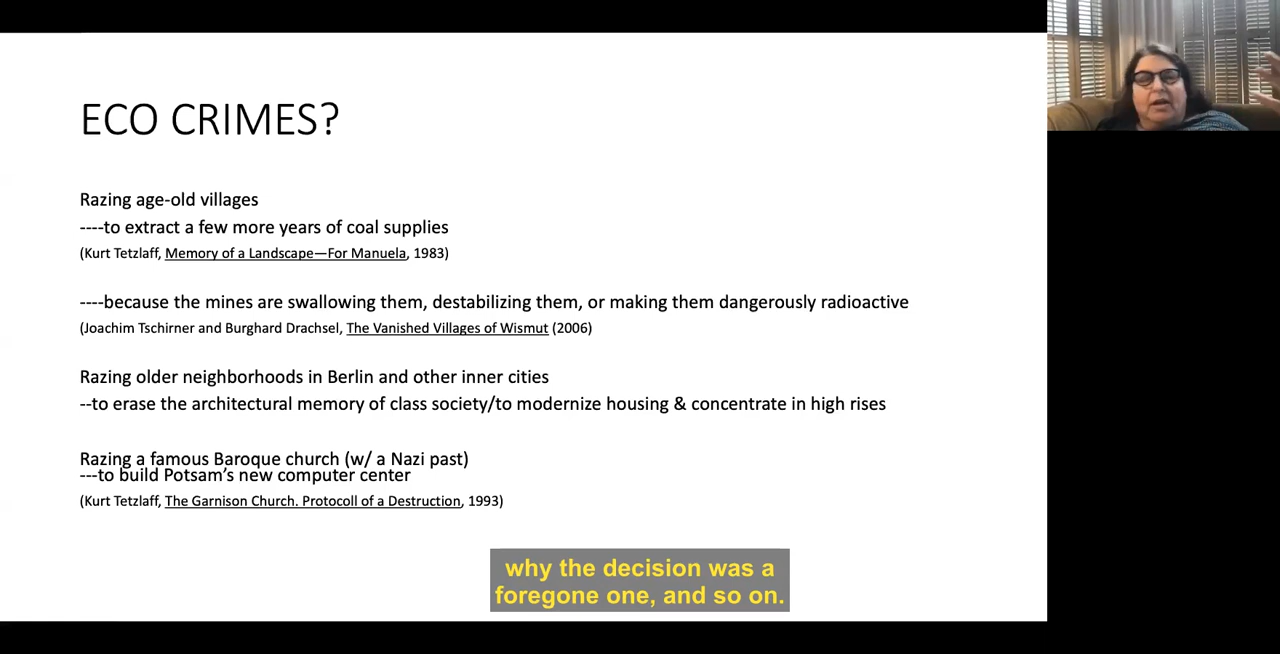 ECO CRIMES?
Razing age-old villages
----to extract a few more years of coal supplies
(Kurt Tetzlaff, Memory of a Landscape—For Manuela, 1983)
----because the mines are swallowing them, destabilizing them, or making them dangerously radioactive
(Joachim Tschirner and Burghard Drachsel, The Vanished Villages of Wismut (2006)
Razing older neighborhoods in Berlin and other inner cities
--to erase the architectural memory of class society/to modernize housing & concentrate in high rises
Razing a famous Baroque church (w/ a Nazi past)
---to build Potsam’s new computer center
(Kurt Tetzlaff, The Garnison Church. Protocoll of a Destruction, 1993)
why the decision was a
foregone one, and so on.